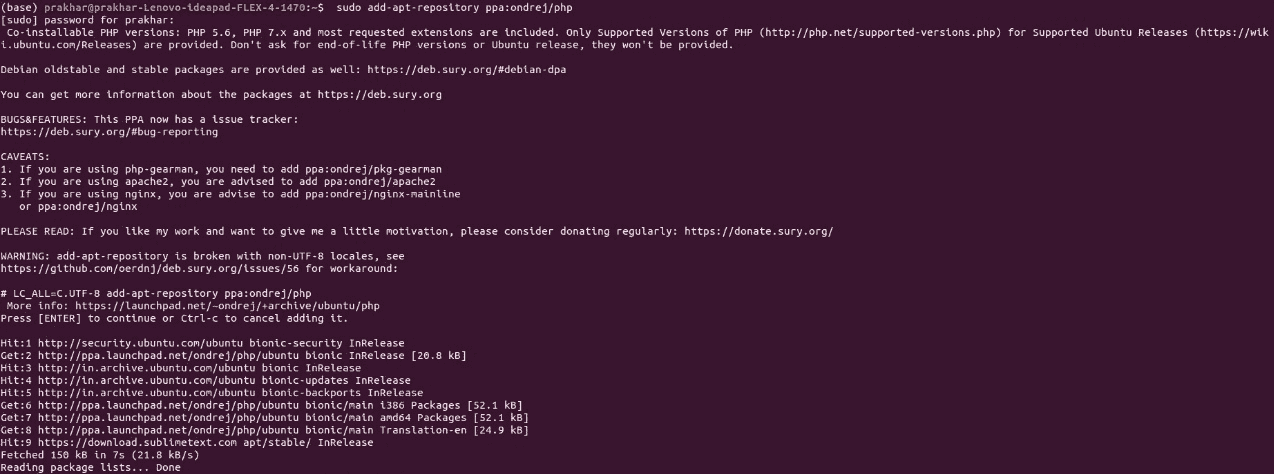 (base) prakhar@prakhar-Lenovo-ideapad-FLEX-4-1470:~$  sudo add-apt-repository ppa:ondrej/php
[sudo] password for prakhar:
 Co-installable PHP versions: PHP 5.6, PHP 7.x and most requested extensions are included. Only Supported Versions of PHP (http://php.net/supported-versions.php) for Supported Ubuntu Releases (https://wik
i.ubuntu.com/Releases) are provided. Don't ask for end-of-life PHP versions or Ubuntu release, they won't be provided.
Debian oldstable and stable packages are provided as well: https://deb.sury.org/#debian-dpa
You can get more information about the packages at https://deb.sury.org
BUGS&FEATURES: This PPA now has a issue tracker:
https://deb.sury.org/#bug-reporting
CAVEATS:
1. If you are using php-gearman, you need to add ppa:ondrej/pkg-gearman
2. If you are using apache2, you are advised to add ppa:ondrej/apache2
3. If you are using nginx, you are advise to add ppa:ondrej/nginx-mainline
   or ppa:ondrej/nginx
PLEASE READ: If you like my work and want to give me a little motivation, please consider donating regularly: https://donate.sury.org/
WARNING: add-apt-repository is broken with non-UTF-8 locales, see
https://github.com/oerdnj/deb.sury.org/issues/56 for workaround:
# LC_ALL=C.UTF-8 add-apt-repository ppa:ondrej/php
 More info: https://launchpad.net/~ondrej/+archive/ubuntu/php
Press [ENTER] to continue or Ctrl-c to cancel adding it.
Hit:1 http://security.ubuntu.com/ubuntu bionic-security InRelease
Get:2 http://ppa.launchpad.net/ondrej/php/ubuntu bionic InRelease [20.8 kB]
Hit:3 http://in.archive.ubuntu.com/ubuntu bionic InRelease
Hit:4 http://in.archive.ubuntu.com/ubuntu bionic-updates InRelease
Hit:5 http://in.archive.ubuntu.com/ubuntu bionic-backports InRelease
Get:6 http://ppa.launchpad.net/ondrej/php/ubuntu bionic/main i386 Packages [52.1 kB]
Get:7 http://ppa.launchpad.net/ondrej/php/ubuntu bionic/main amd64 Packages [52.1 kB]
Get:8 http://ppa.launchpad.net/ondrej/php/ubuntu bionic/main Translation-en [24.9 kB]
Hit:9 https://download.sublimetext.com apt/stable/ InRelease
Fetched 150 kB in 7s (21.8 kB/s)
Reading package lists... Done